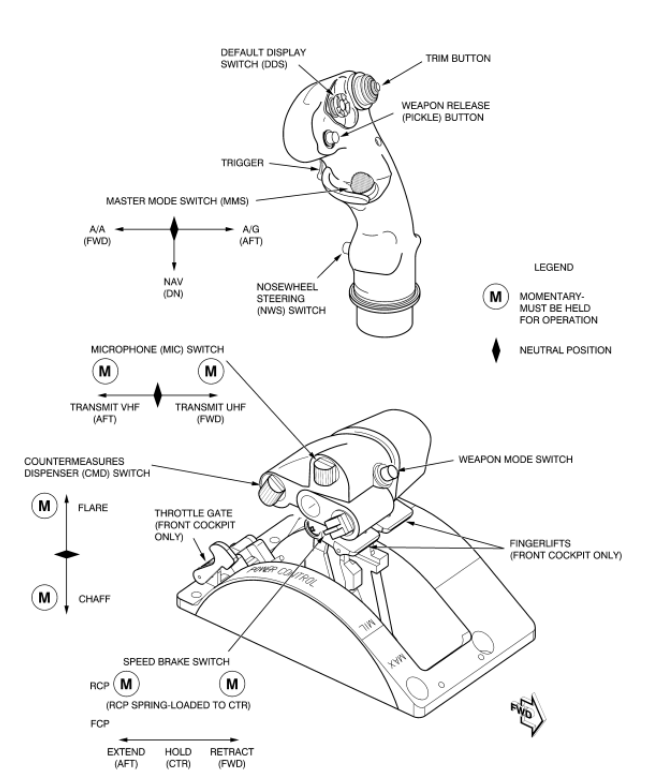 DEFAULT DISPLAY
SWITCH (DDS)
TRIM BUTTON
WEAPON RELEASE
(PICKLE) BUTTON
TRIGGER
MASTER MODE SWITCH (MMS)
A/A
(FWD)
A/G
(AFT)
NAV
(DN)
NOSEWHEEL
STEERING
(NWS) SWITCH
LEGEND
M
MOMENTARY-
MUST BE HELD
FOR OPERATION
NEUTRAL POSITION
MICROPHONE (MIC) SWITCH
M M
TRANSMIT VHF
(AFT)
TRANSMIT UHF
(FWD)
WEAPON MODE SWITCH
COUNTERMEASURES
DISPENSER (CMD) SWITCH
M FLARE
M CHAFF
THROTTLE GATE
(FRONT COCKPIT
ONLY)
FINGERLIFTS
(FRONT COCKPIT ONLY)
POWER CONTROL
MIL
MAX
SPEED BRAKE SWITCH
RCP M M
(RCP SPRING-LOADED TO CTR)
FCP
EXTEND
(AFT)
HOLD
(CTR)
RETRACT
(FWD)
FWD